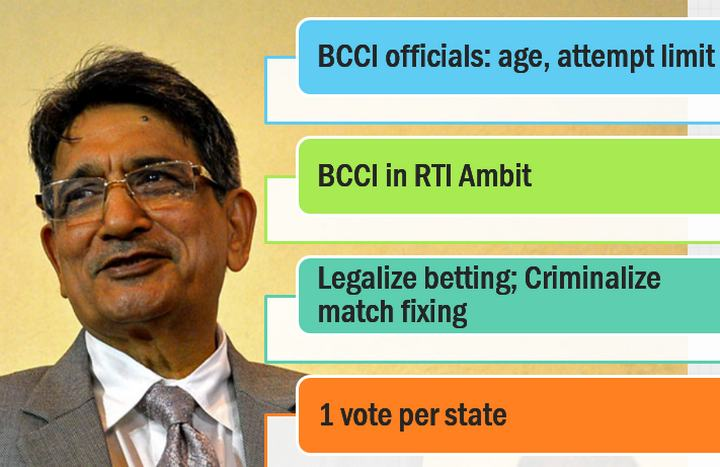 BCCI officials: age, attempt limit
BCCI in RTI Ambit
Legalize betting; Criminalize
match fixing
1 vote per state